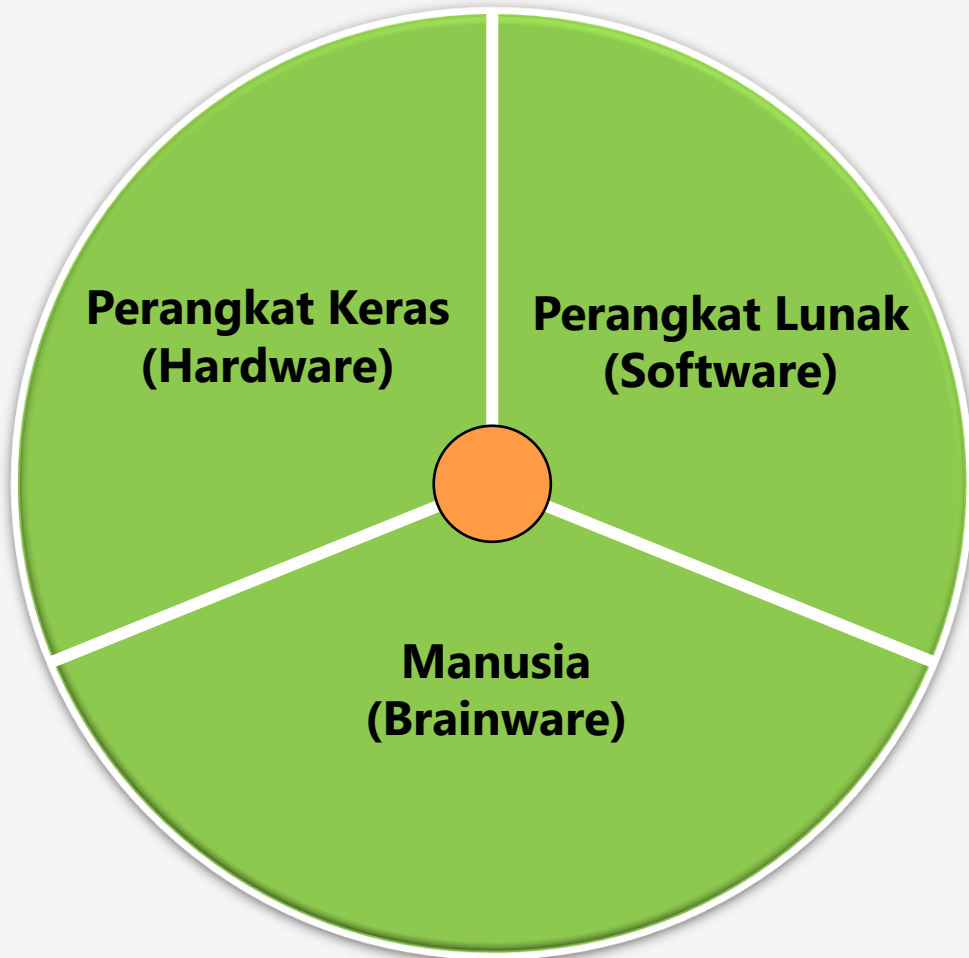 Perangkat Keras
(Hardware)
Perangkat Lunak
(Software)
Manusia
(Brainware)